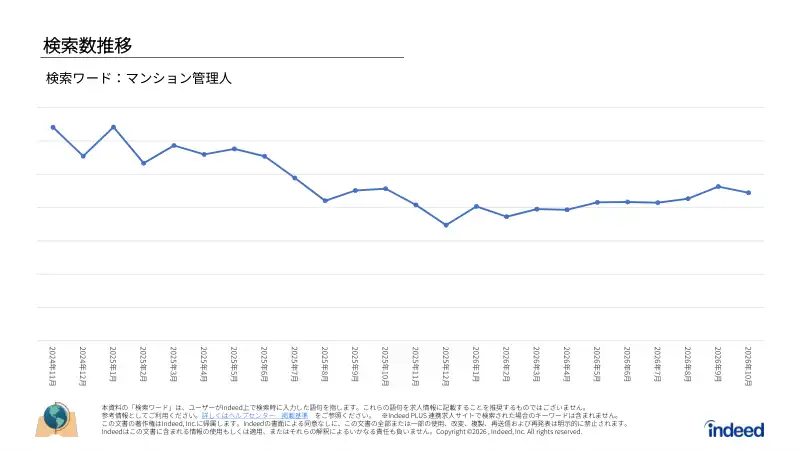 検索数推移
検索ワード：マンション管理人
2024年11月
2024年12月
2025年1月
2025年2月
2025年3月
2025年4月
2025年5月
2025年6月
2025年7月
2025年8月
2025年9月
2025年10月
2025年11月
2025年12月
2026年1月
2026年2月
2026年3月
2026年4月
2026年5月
2026年6月
2026年7月
2026年8月
2026年9月
2026年10月
本資料の「検索ワード」は、ユーザーがIndeed上で検索時に入力した語句を指します。これらの語句を求人情報に記載することを推奨するものではございません。
参考情報としてご利用ください。詳しくはヘルプセンター　掲載基準　をご参照ください。　※Indeed PLUS 連携求人サイトで検索された場合のキーワードは含まれません。
この文書の著作権はIndeed, Inc.に帰属します。Indeedの書面による同意なしに、この文書の全部または一部の使用、改変、複製、再送信および再発表は明示的に禁止されます。
Indeedはこの文書に含まれる情報の使用もしくは適用、またはそれらの解釈によるいかなる責任も負いません。Copyright ©2026 , Indeed, Inc. All rights reserved.
indeed